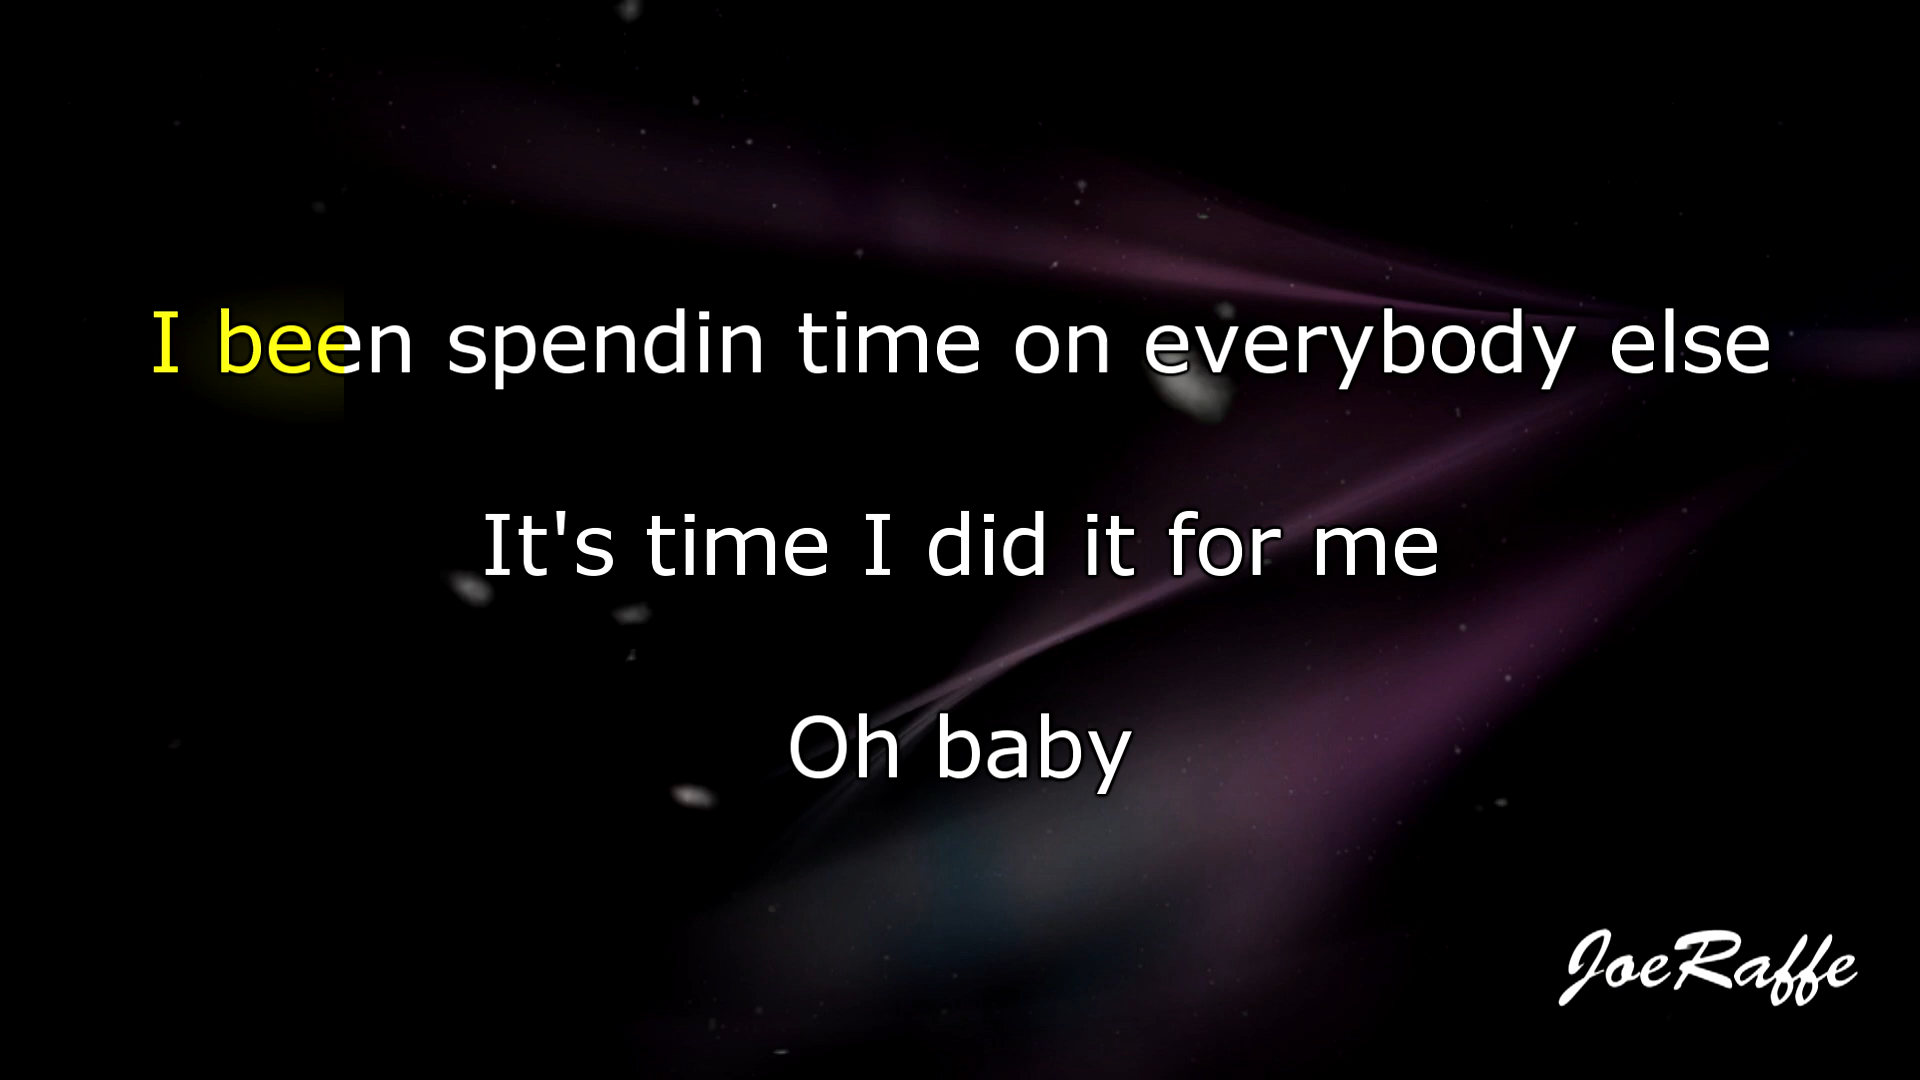 I been spendin time on everybody else
It's time I did it for me
Oh baby
JoeRaffe